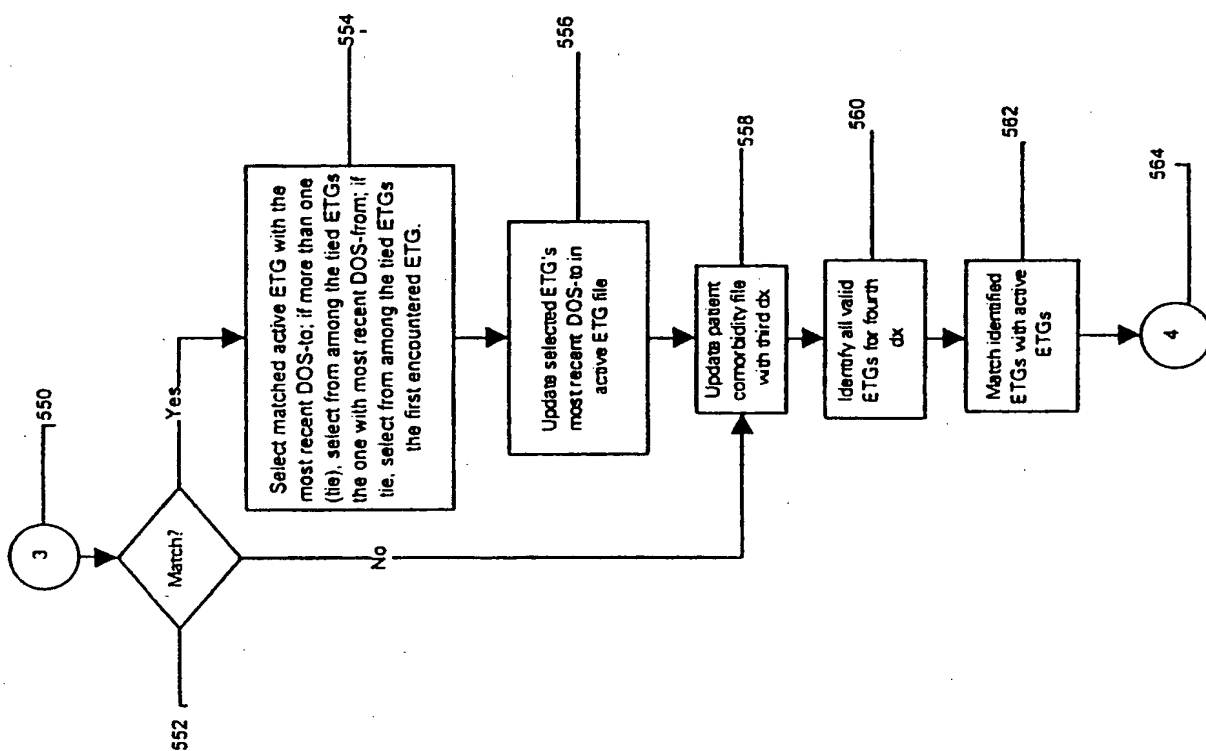 3
550
Match?
552
Yes
No
Select matched active ETG with the
most recent DOS-to; if more than one
(tie), select from among the tied ETGs
the one with most recent DOS-from; if
tie, select from among the tied ETGs
the first encountered ETG.
554
Update selected ETG's
most recent DOS-to in
active ETG file
556
Update patient
comorbidity file
with third dx
558
Identify all valid
ETGs for fourth
dx
560
Match identified
ETGs with active
ETGs
562
4
564